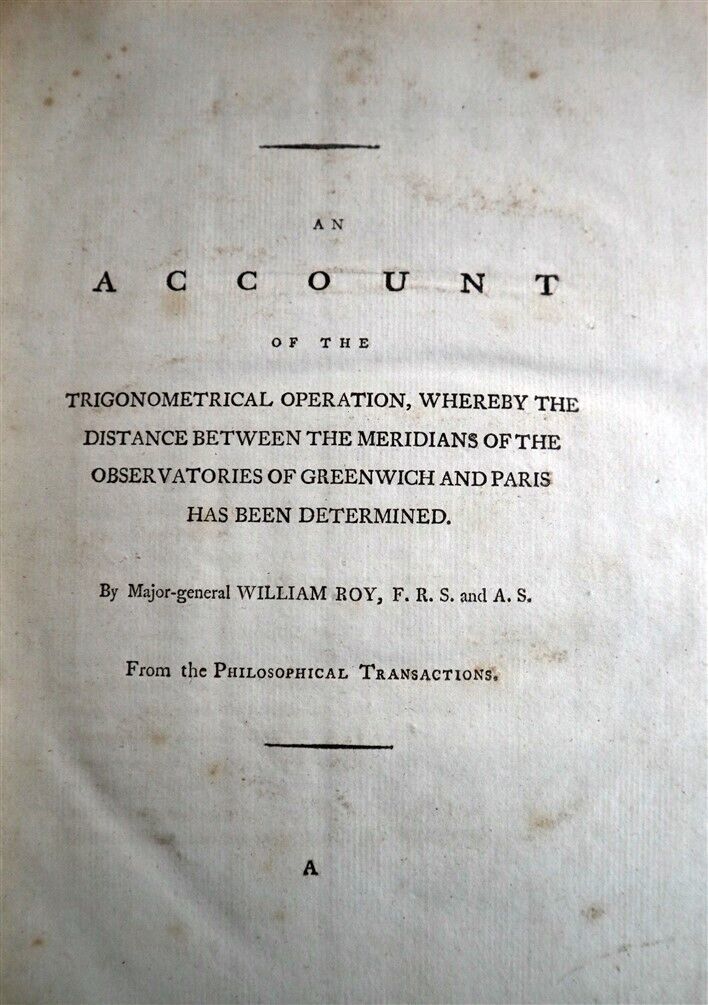 AN
ACCOUNT
OF THE
TRIGONOMETRICAL OPERATION, WHEREBY THE
DISTANCE BETWEEN THE MERIDIANS OF THE
OBSERVATORIES OF GREENWICH AND PARIS
HAS BEEN DETERMINED.
By Major-general WILLIAM ROY, F. R. S. and A. S.
From the PHILOSOPHICAL TRANSACTIONS.
A